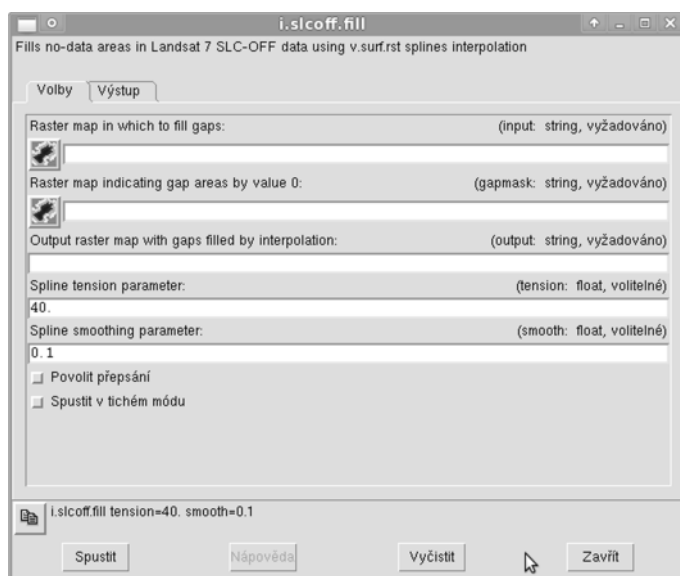 i.slcoff.fill
Fills no-data areas in Landsat 7 SLC-OFF data using v.surf.rst splines interpolation
Volby Výstup
Raster map in which to fill gaps: (input: string, vyžadováno)
Raster map indicating gap areas by value 0: (gapmask: string, vyžadováno)
Output raster map with gaps filled by interpolation: (output: string, vyžadováno)
Spline tension parameter: (tension: float, volitelné)
40.
Spline smoothing parameter: (smooth: float, volitelné)
0.1
Povolit přepsání
Spustit v tichém módu
i.slcoff.fill tension=40. smooth=0.1
Spustit Nápověda Vyčistit Zavřít